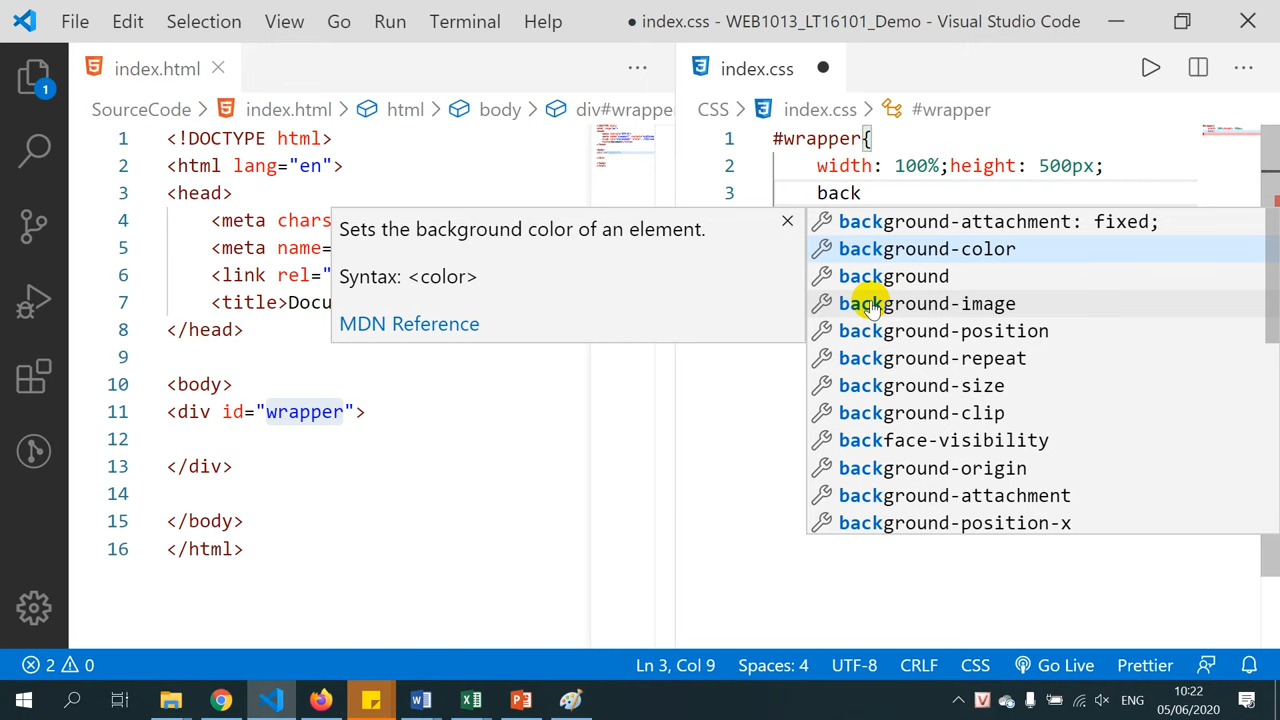 File Edit Selection View Go Run Terminal Help ● index.css - WEB1013_LT16101_Demo - Visual Studio Code
index.html
SourceCode > index.html > html > body > div#wrapper
1 <!DOCTYPE html>
2 <html lang="en">
3 <head>
4 <meta chars
5 <meta name=
6 <link rel="
7 <title>Docu
8 </head>
9
10 <body>
11 <div id="wrapper">
12
13 </div>
14
15 </body>
16 </html>
Sets the background color of an element.
Syntax: <color>
MDN Reference
index.css
CSS > index.css > #wrapper
1 #wrapper{
2 width: 100%;height: 500px;
3 back
background-attachment: fixed;
background-color
background
background-image
background-position
background-repeat
background-size
background-clip
backface-visibility
background-origin
background-attachment
background-position-x
1
2 0 Ln 3, Col 9 Spaces: 4 UTF-8 CRLF CSS Go Live Prettier
ENG
10:22
05/06/2020